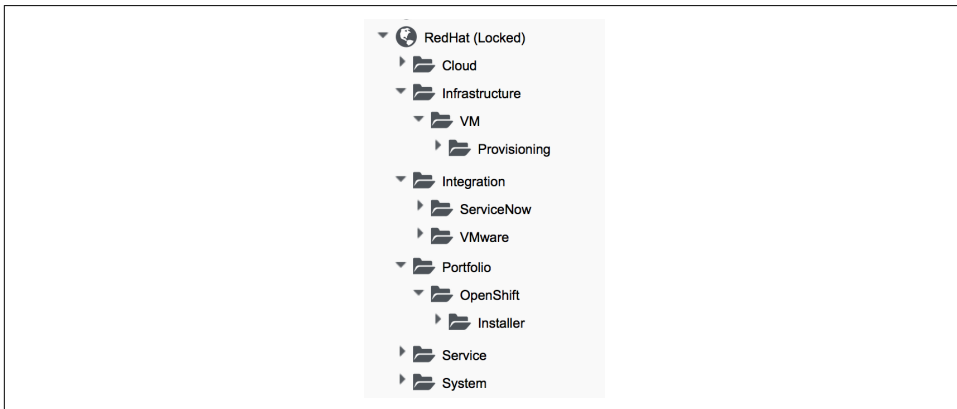 RedHat (Locked)
Cloud
Infrastructure
VM
Provisioning
Integration
ServiceNow
VMware
Portfolio
OpenShift
Installer
Service
System